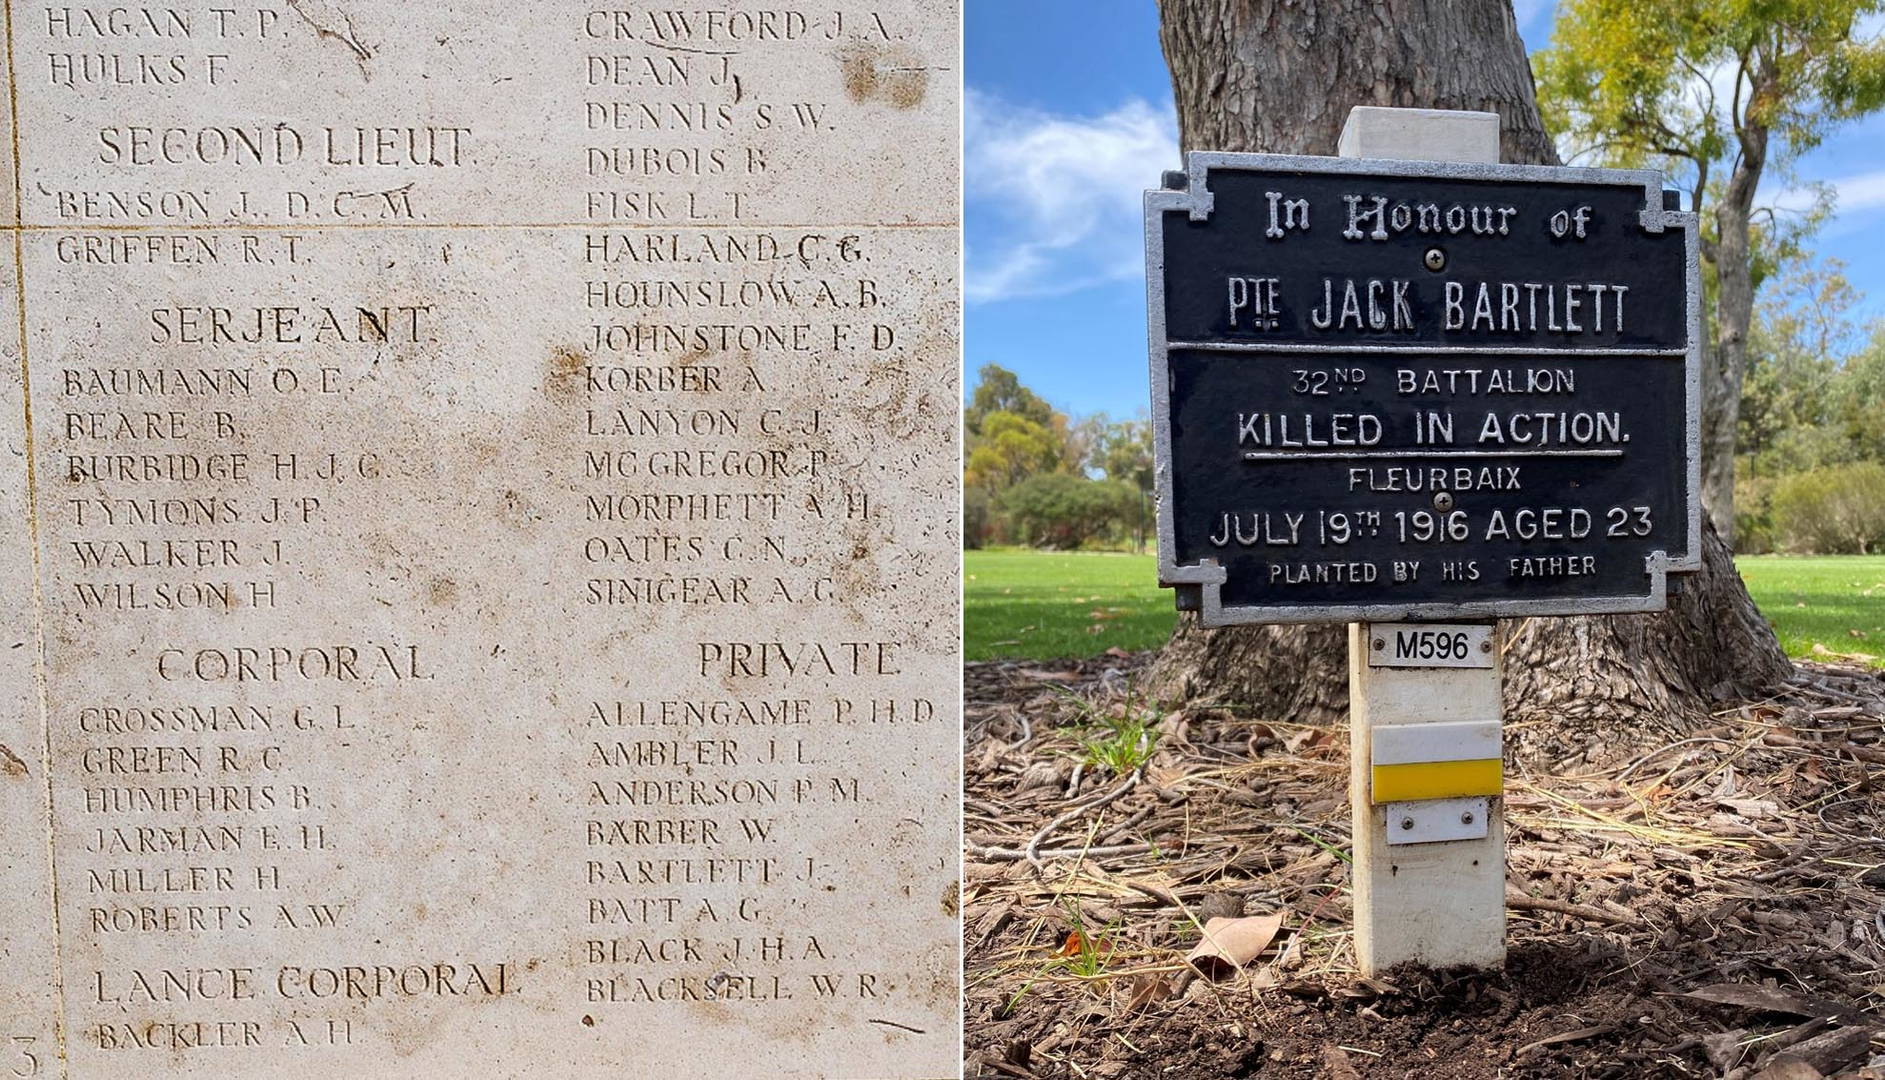 HAGAN T. P.
HULKS F.
SECOND LIEUT.
BENSON J., D.C.M.
GRIFFEN R. T.
SERJEANT
BAUMANN O. E.
BEARE B.
BURBIDGE H. J. G.
TYMONS J. P.
WALKER J.
WILSON H.
CORPORAL
CROSSMAN G. L.
GREEN R. C.
HUMPHRIS B.
JARMAN E. H.
MILLER H.
ROBERTS A.W.
LANCE CORPORAL
BACKLER A. H.
3
CRAWFORD J. A.
DEAN J.
DENNIS S. W.
DUBOIS B.
FISK L. T.
HARLAND C. G.
HOUNSLOW A. B.
JOHNSTONE F. D.
KORBER A.
LANYON C. J.
MC GREGOR P.
MORPHETT A. H.
OATES C. N.
SINIGEAR A. G.
PRIVATE
ALLENGAME P. H. D.
AMBLER J. L.
ANDERSON P. M.
BARBER W.
BARTLETT J.
BATT A. G.
BLACK J. H. A.
BLACKSELL W. R.
In Honour of
PTE JACK BARTLETT
32ND BATTALION
KILLED IN ACTION.
FLEURBAIX
JULY 19TH 1916 AGED 23
PLANTED BY HIS FATHER
M596